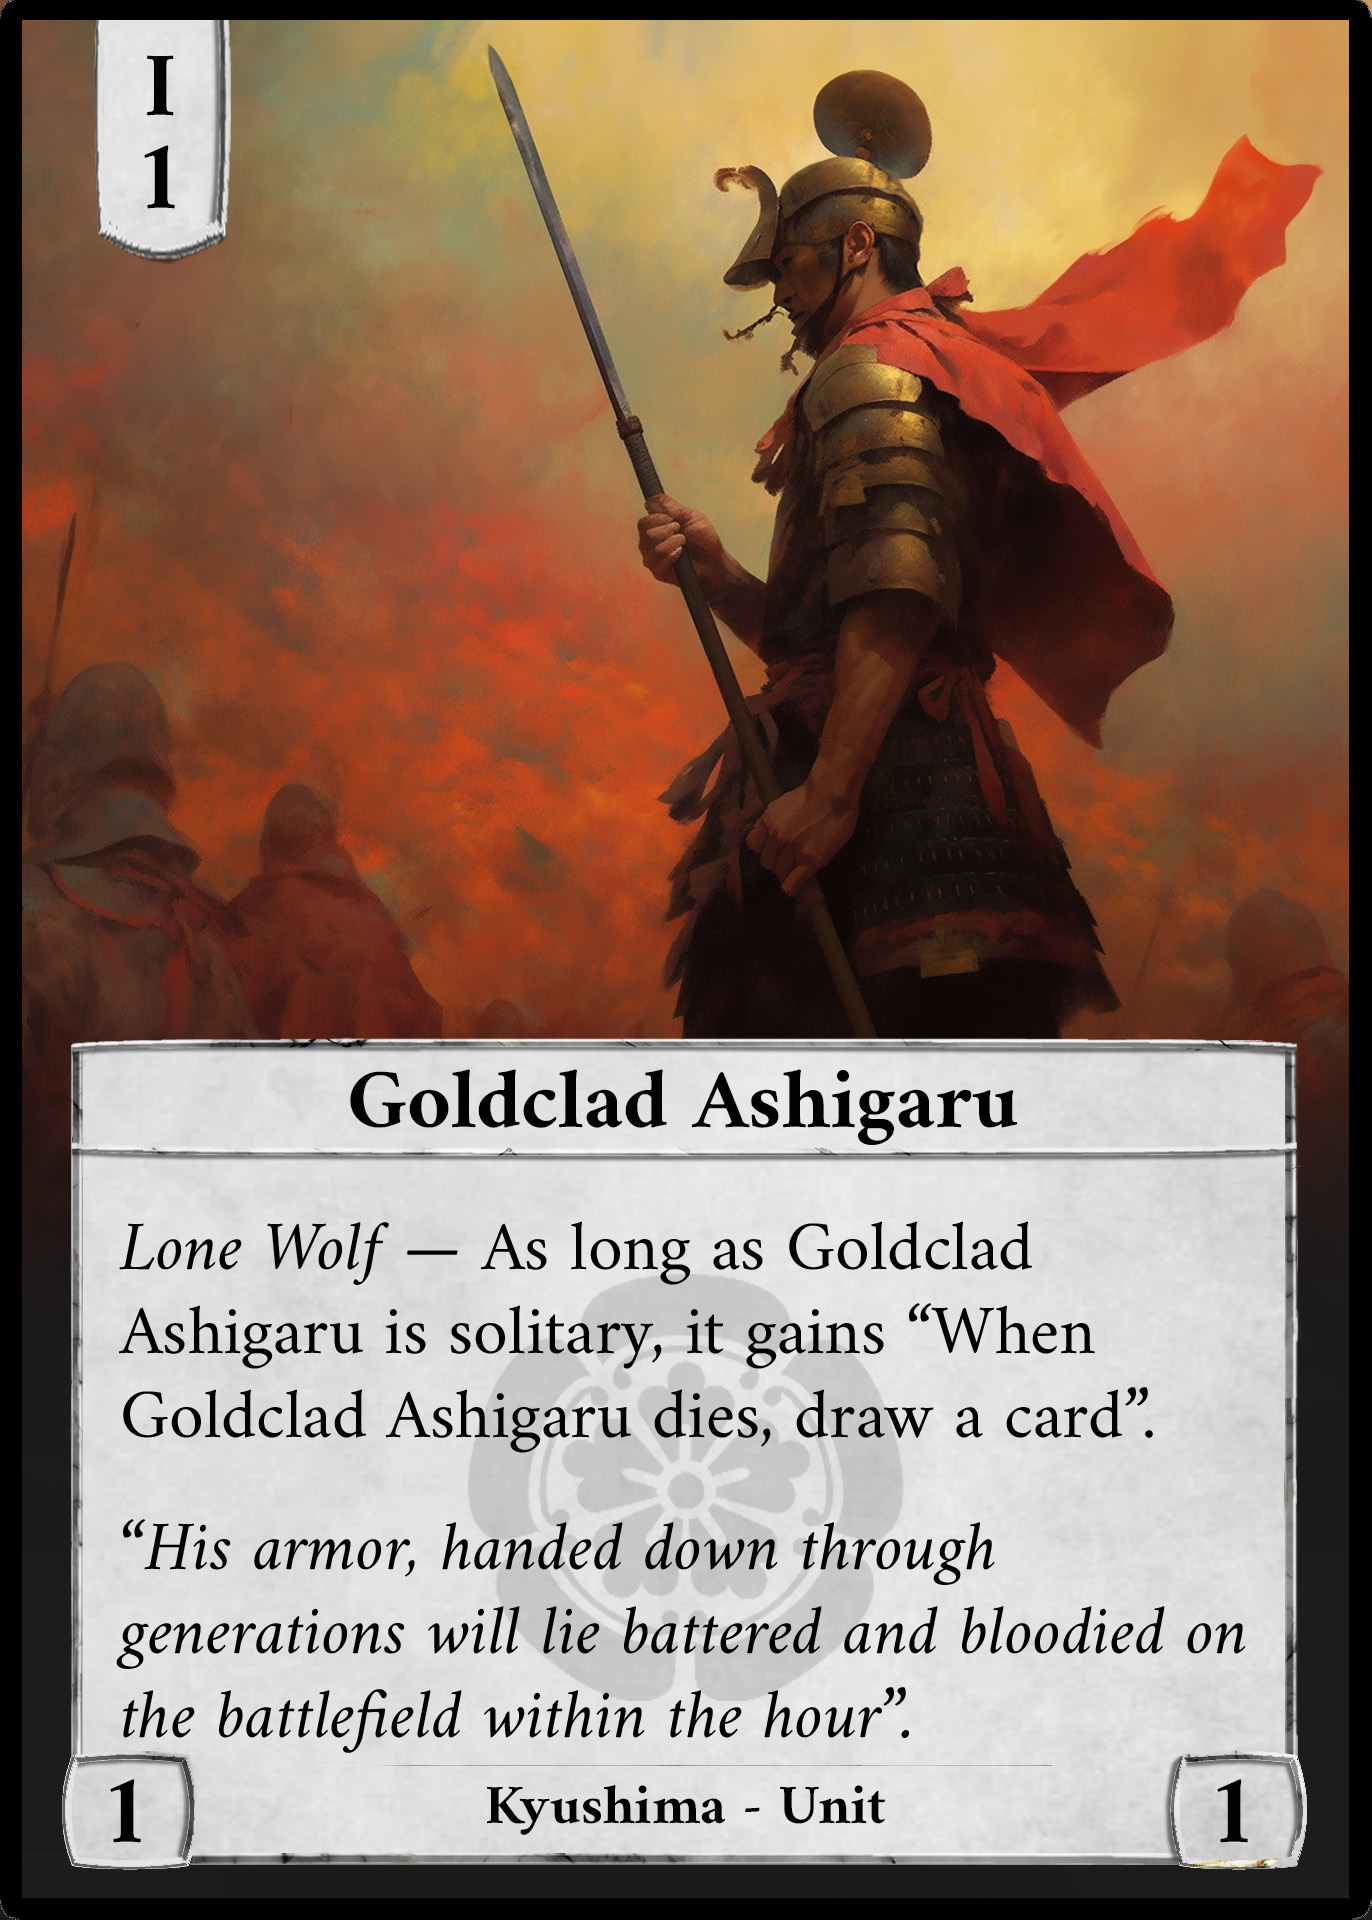 I
1
Goldclad Ashigaru
Lone Wolf — As long as Goldclad
Ashigaru is solitary, it gains “When
Goldclad Ashigaru dies, draw a card”.
“His armor, handed down through
generations will lie battered and bloodied on
the battlefield within the hour”.
1
Kyushima - Unit
1